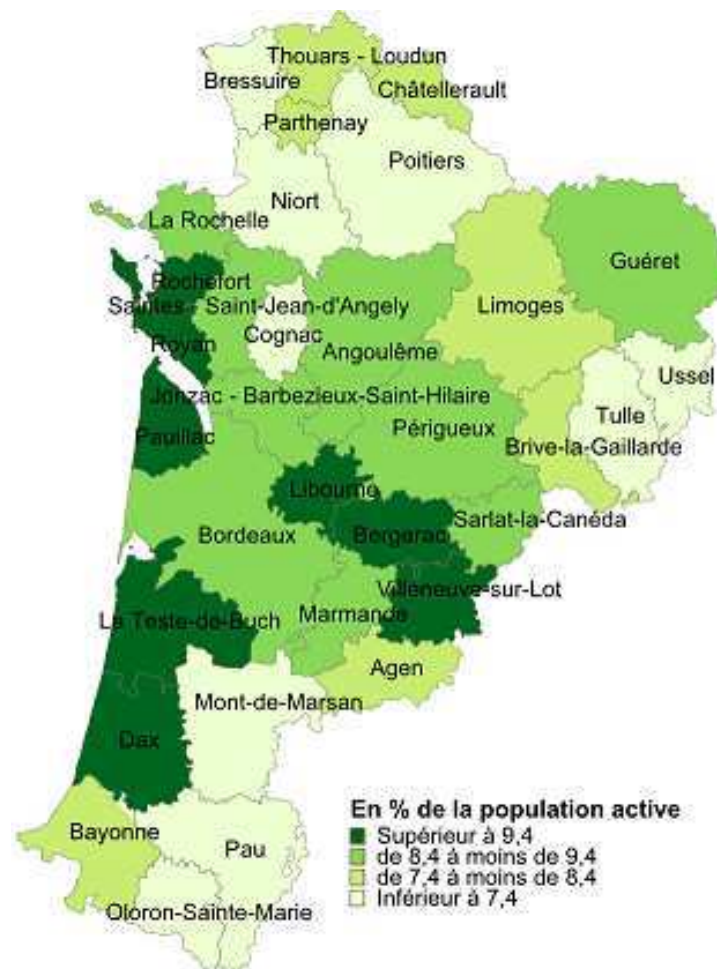 Thouars - Loudun
Bressuire
Châtellerault
Parthenay
Poitiers
Niort
La Rochelle
Guéret
Rochefort
Saintes - Saint-Jean-d'Angely
Limoges
Cognac
Royan
Angoulême
Ussel
Jonzac - Barbezieux-Saint-Hilaire
Tulle
Périgueux
Pauillac
Brive-la-Gaillarde
Libourne
Sarlat-la-Canéda
Bordeaux
Bergerac
Villeneuve-sur-Lot
Marmande
La Teste-de-Buch
Agen
Mont-de-Marsan
Dax
En % de la population active
Supérieur à 9,4
de 8,4 à moins de 9,4
de 7,4 à moins de 8,4
Inférieur à 7,4
Bayonne
Pau
Oloron-Sainte-Marie